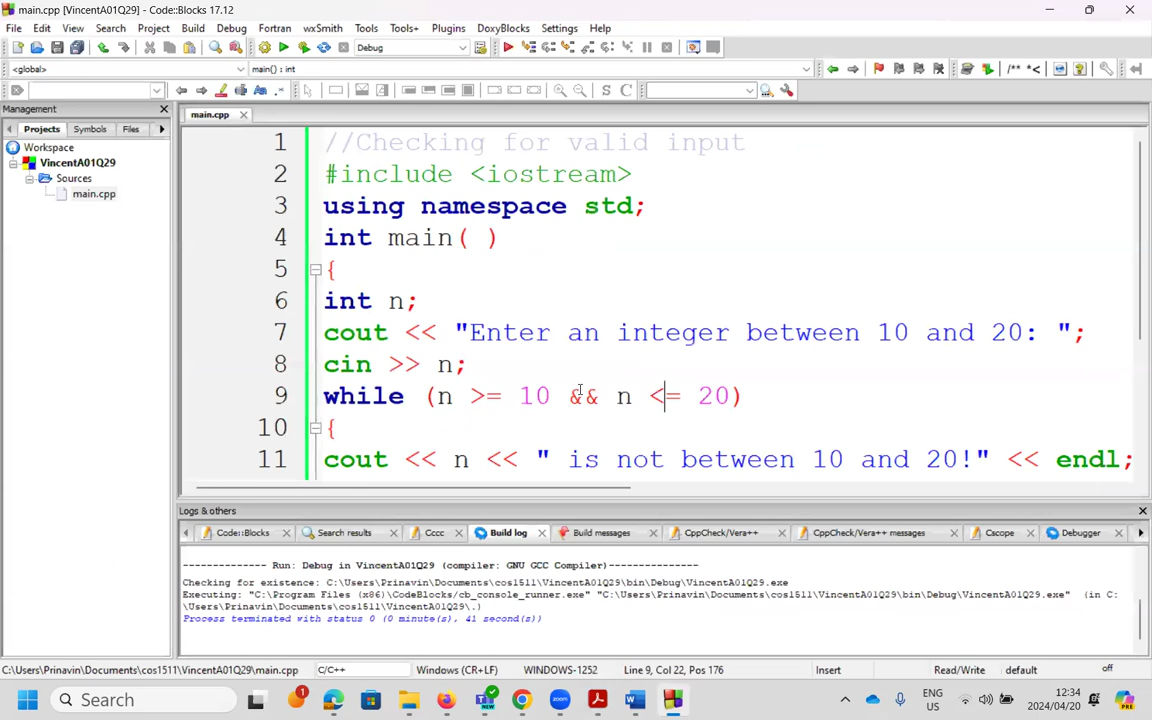 main.cpp [VincentA01Q29] - Code::Blocks 17.12
File Edit View Search Project Build Debug Fortran wxSmith Tools Tools+ Plugins DoxyBlocks Settings Help
Debug
<global> main() : int
/** *<
S C
Management
main.cpp
Projects Symbols Files
Workspace
VincentA01Q29
Sources
main.cpp
1 //Checking for valid input
2 #include <iostream>
3 using namespace std;
4 int main( )
5 {
6 int n;
7 cout << "Enter an integer between 10 and 20: ";
8 cin >> n;
9 while (n >= 10 && n <= 20)
10 {
11 cout << n << " is not between 10 and 20!" << endl;
Logs & others
Code::Blocks Search results Cccc Build log Build messages CppCheck/Vera++ CppCheck/Vera++ messages Cscope Debugger
-------------- Run: Debug in VincentA01Q29 (compiler: GNU GCC Compiler)---------------
Checking for existence: C:\Users\Prinavin\Documents\cos1511\VincentA01Q29\bin\Debug\VincentA01Q29.exe
Executing: "C:\Program Files (x86)\CodeBlocks/cb_console_runner.exe" "C:\Users\Prinavin\Documents\cos1511\VincentA01Q29\bin\Debug\VincentA01Q29.exe" (in C:
\Users\Prinavin\Documents\cos1511\VincentA01Q29\.)
Process terminated with status 0 (0 minute(s), 41 second(s))
C:\Users\Prinavin\Documents\cos1511\VincentA01Q29\main.cpp C/C++ Windows (CR+LF) WINDOWS-1252 Line 9, Col 22, Pos 176 Insert Read/Write default off
Search
1
NEW
ENG
US
12:34
2024/04/20
PRE